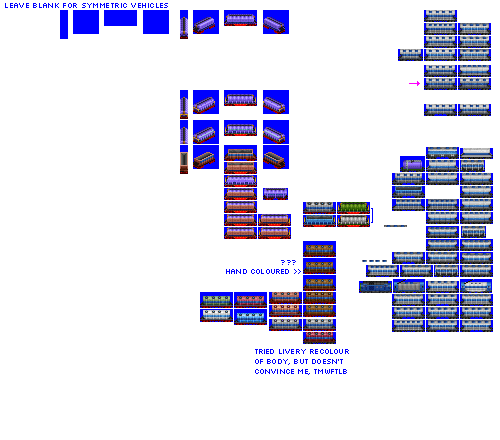 LEAVE BLANK FOR SYMMETRIC VEHICLES
???
HAND COLOURED >>
TRIED LIVERY RECOLOUR
OF BODY, BUT DOESN'T
CONVINCE ME, TMWFTLB